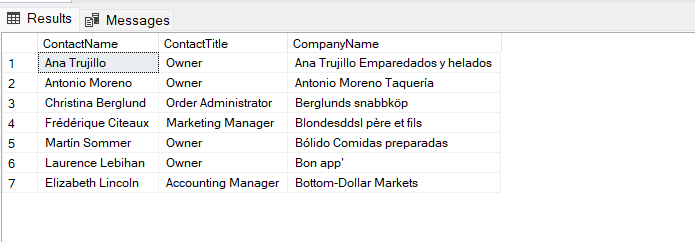 Results Messages
ContactName ContactTitle CompanyName
1 Ana Trujillo Owner Ana Trujillo Emparedados y helados
2 Antonio Moreno Owner Antonio Moreno Taquería
3 Christina Berglund Order Administrator Berglunds snabbköp
4 Frédérique Citeaux Marketing Manager Blondesddsl père et fils
5 Martín Sommer Owner Bólido Comidas preparadas
6 Laurence Lebihan Owner Bon app'
7 Elizabeth Lincoln Accounting Manager Bottom-Dollar Markets